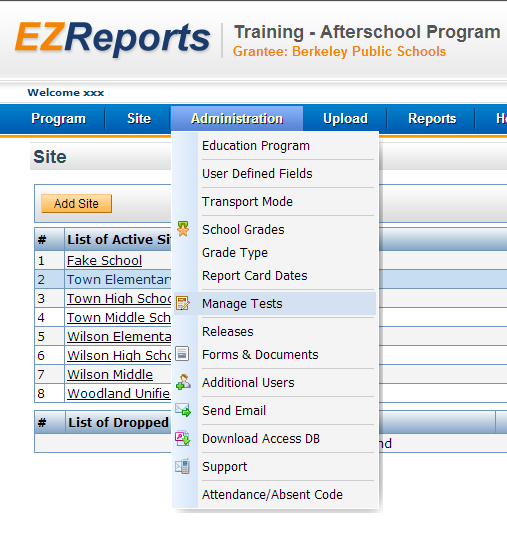 EZReports
Training - Afterschool Program
Grantee: Berkeley Public Schools
Welcome xxx
Program Site Administration Upload Reports
Site
Add Site
# List of Active Si
1 Fake School
2 Town Elementar
3 Town High Schoo
4 Town Middle Sch
5 Wilson Elementa
6 Wilson High Scho
7 Wilson Middle
8 Woodland Unifie
# List of Dropped
nd
Education Program
User Defined Fields
Transport Mode
School Grades
Grade Type
Report Card Dates
Manage Tests
Releases
Forms & Documents
Additional Users
Send Email
Download Access DB
Support
Attendance/Absent Code